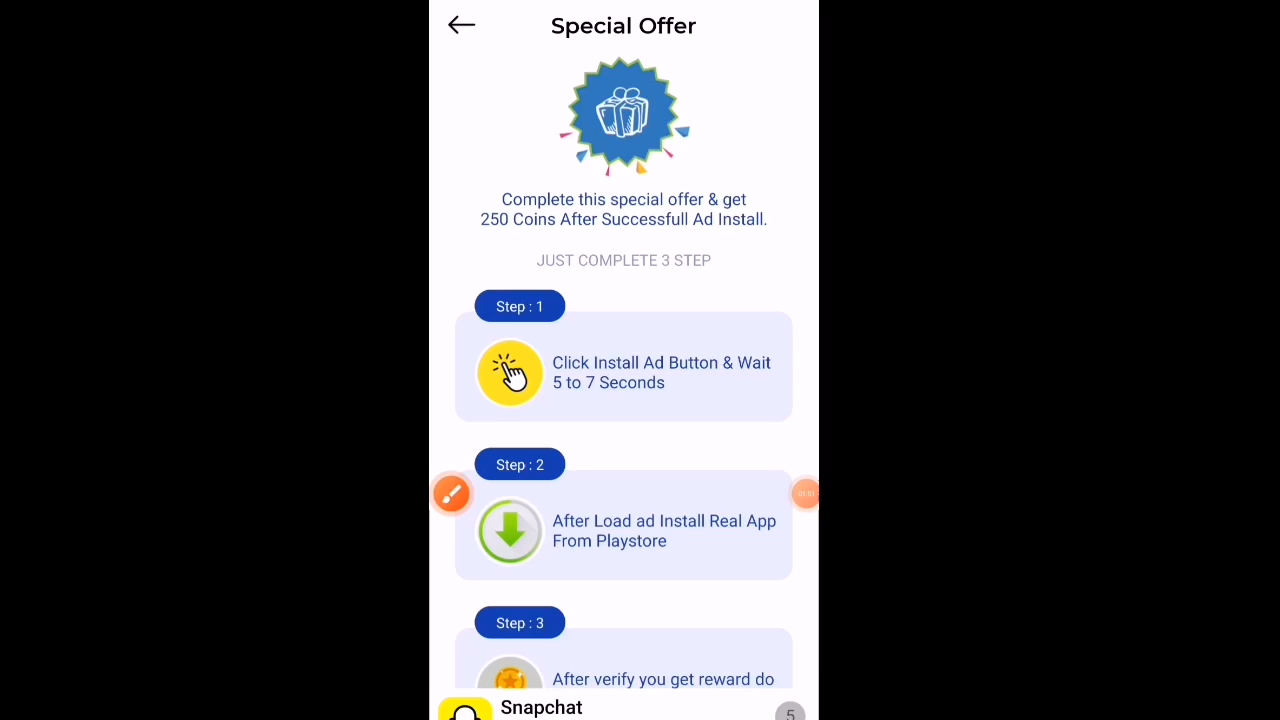 Special Offer
Complete this special offer & get
250 Coins After Successfull Ad Install.
JUST COMPLETE 3 STEP
Step : 1
Click Install Ad Button & Wait
5 to 7 Seconds
Step : 2
After Load ad Install Real App
From Playstore
Step : 3
After verify you get reward do
Snapchat
5